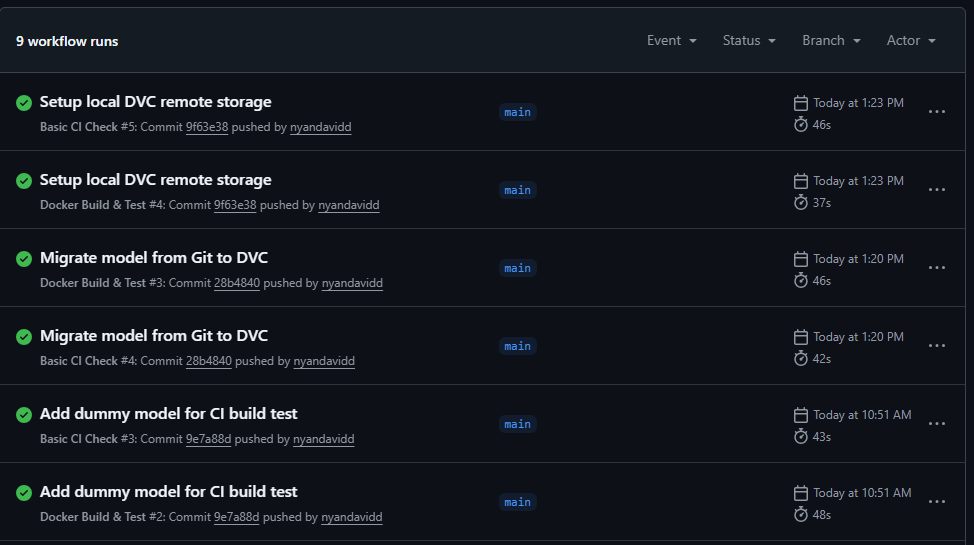 9 workflow runs
Event Status Branch Actor
Setup local DVC remote storage
Basic CI Check #5: Commit 9f63e38 pushed by nyandavidd
main
Today at 1:23 PM
46s
Setup local DVC remote storage
Docker Build & Test #4: Commit 9f63e38 pushed by nyandavidd
main
Today at 1:23 PM
37s
Migrate model from Git to DVC
Docker Build & Test #3: Commit 28b4840 pushed by nyandavidd
main
Today at 1:20 PM
46s
Migrate model from Git to DVC
Basic CI Check #4: Commit 28b4840 pushed by nyandavidd
main
Today at 1:20 PM
42s
Add dummy model for CI build test
Basic CI Check #3: Commit 9e7a88d pushed by nyandavidd
main
Today at 10:51 AM
43s
Add dummy model for CI build test
Docker Build & Test #2: Commit 9e7a88d pushed by nyandavidd
main
Today at 10:51 AM
48s